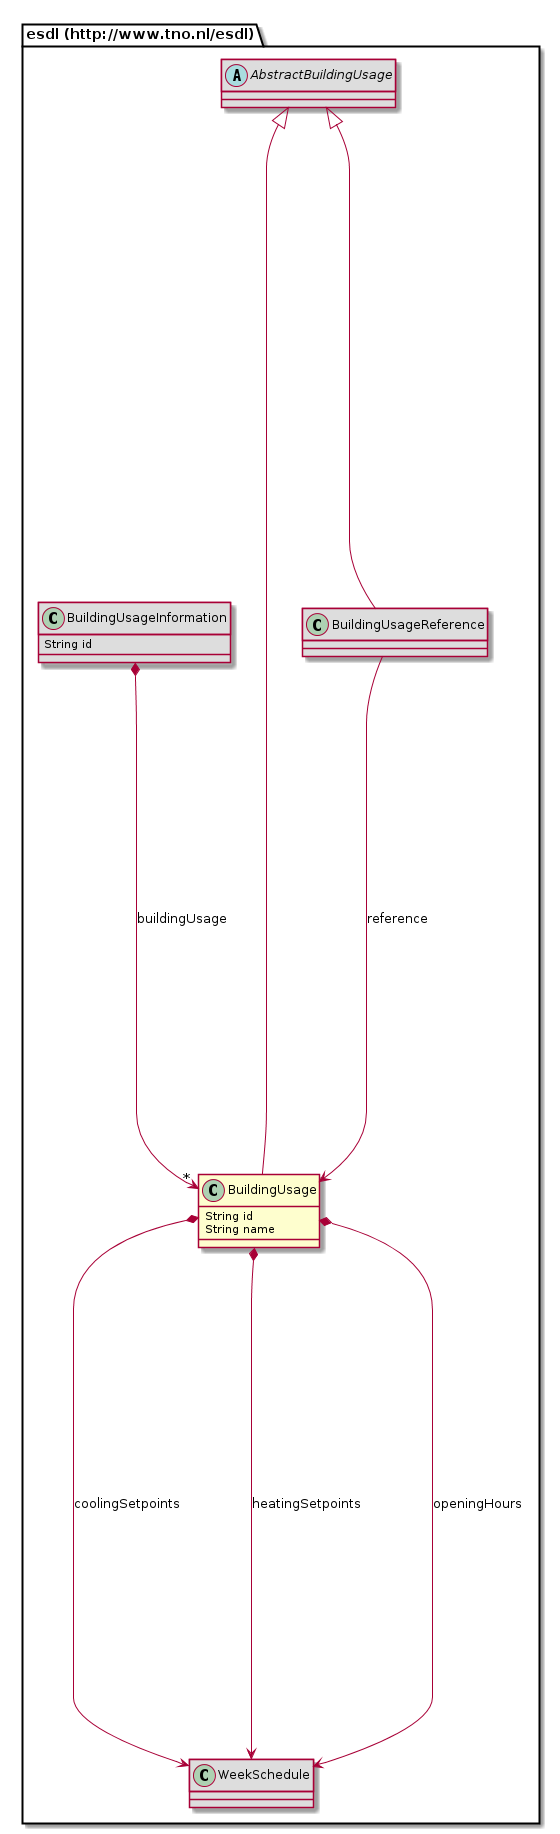 esdl (http://www.tno.nl/esdl)
A AbstractBuildingUsage
C BuildingUsageInformation
String id
C BuildingUsageReference
buildingUsage
reference
*
C BuildingUsage
String id
String name
coolingSetpoints
heatingSetpoints
openingHours
C WeekSchedule